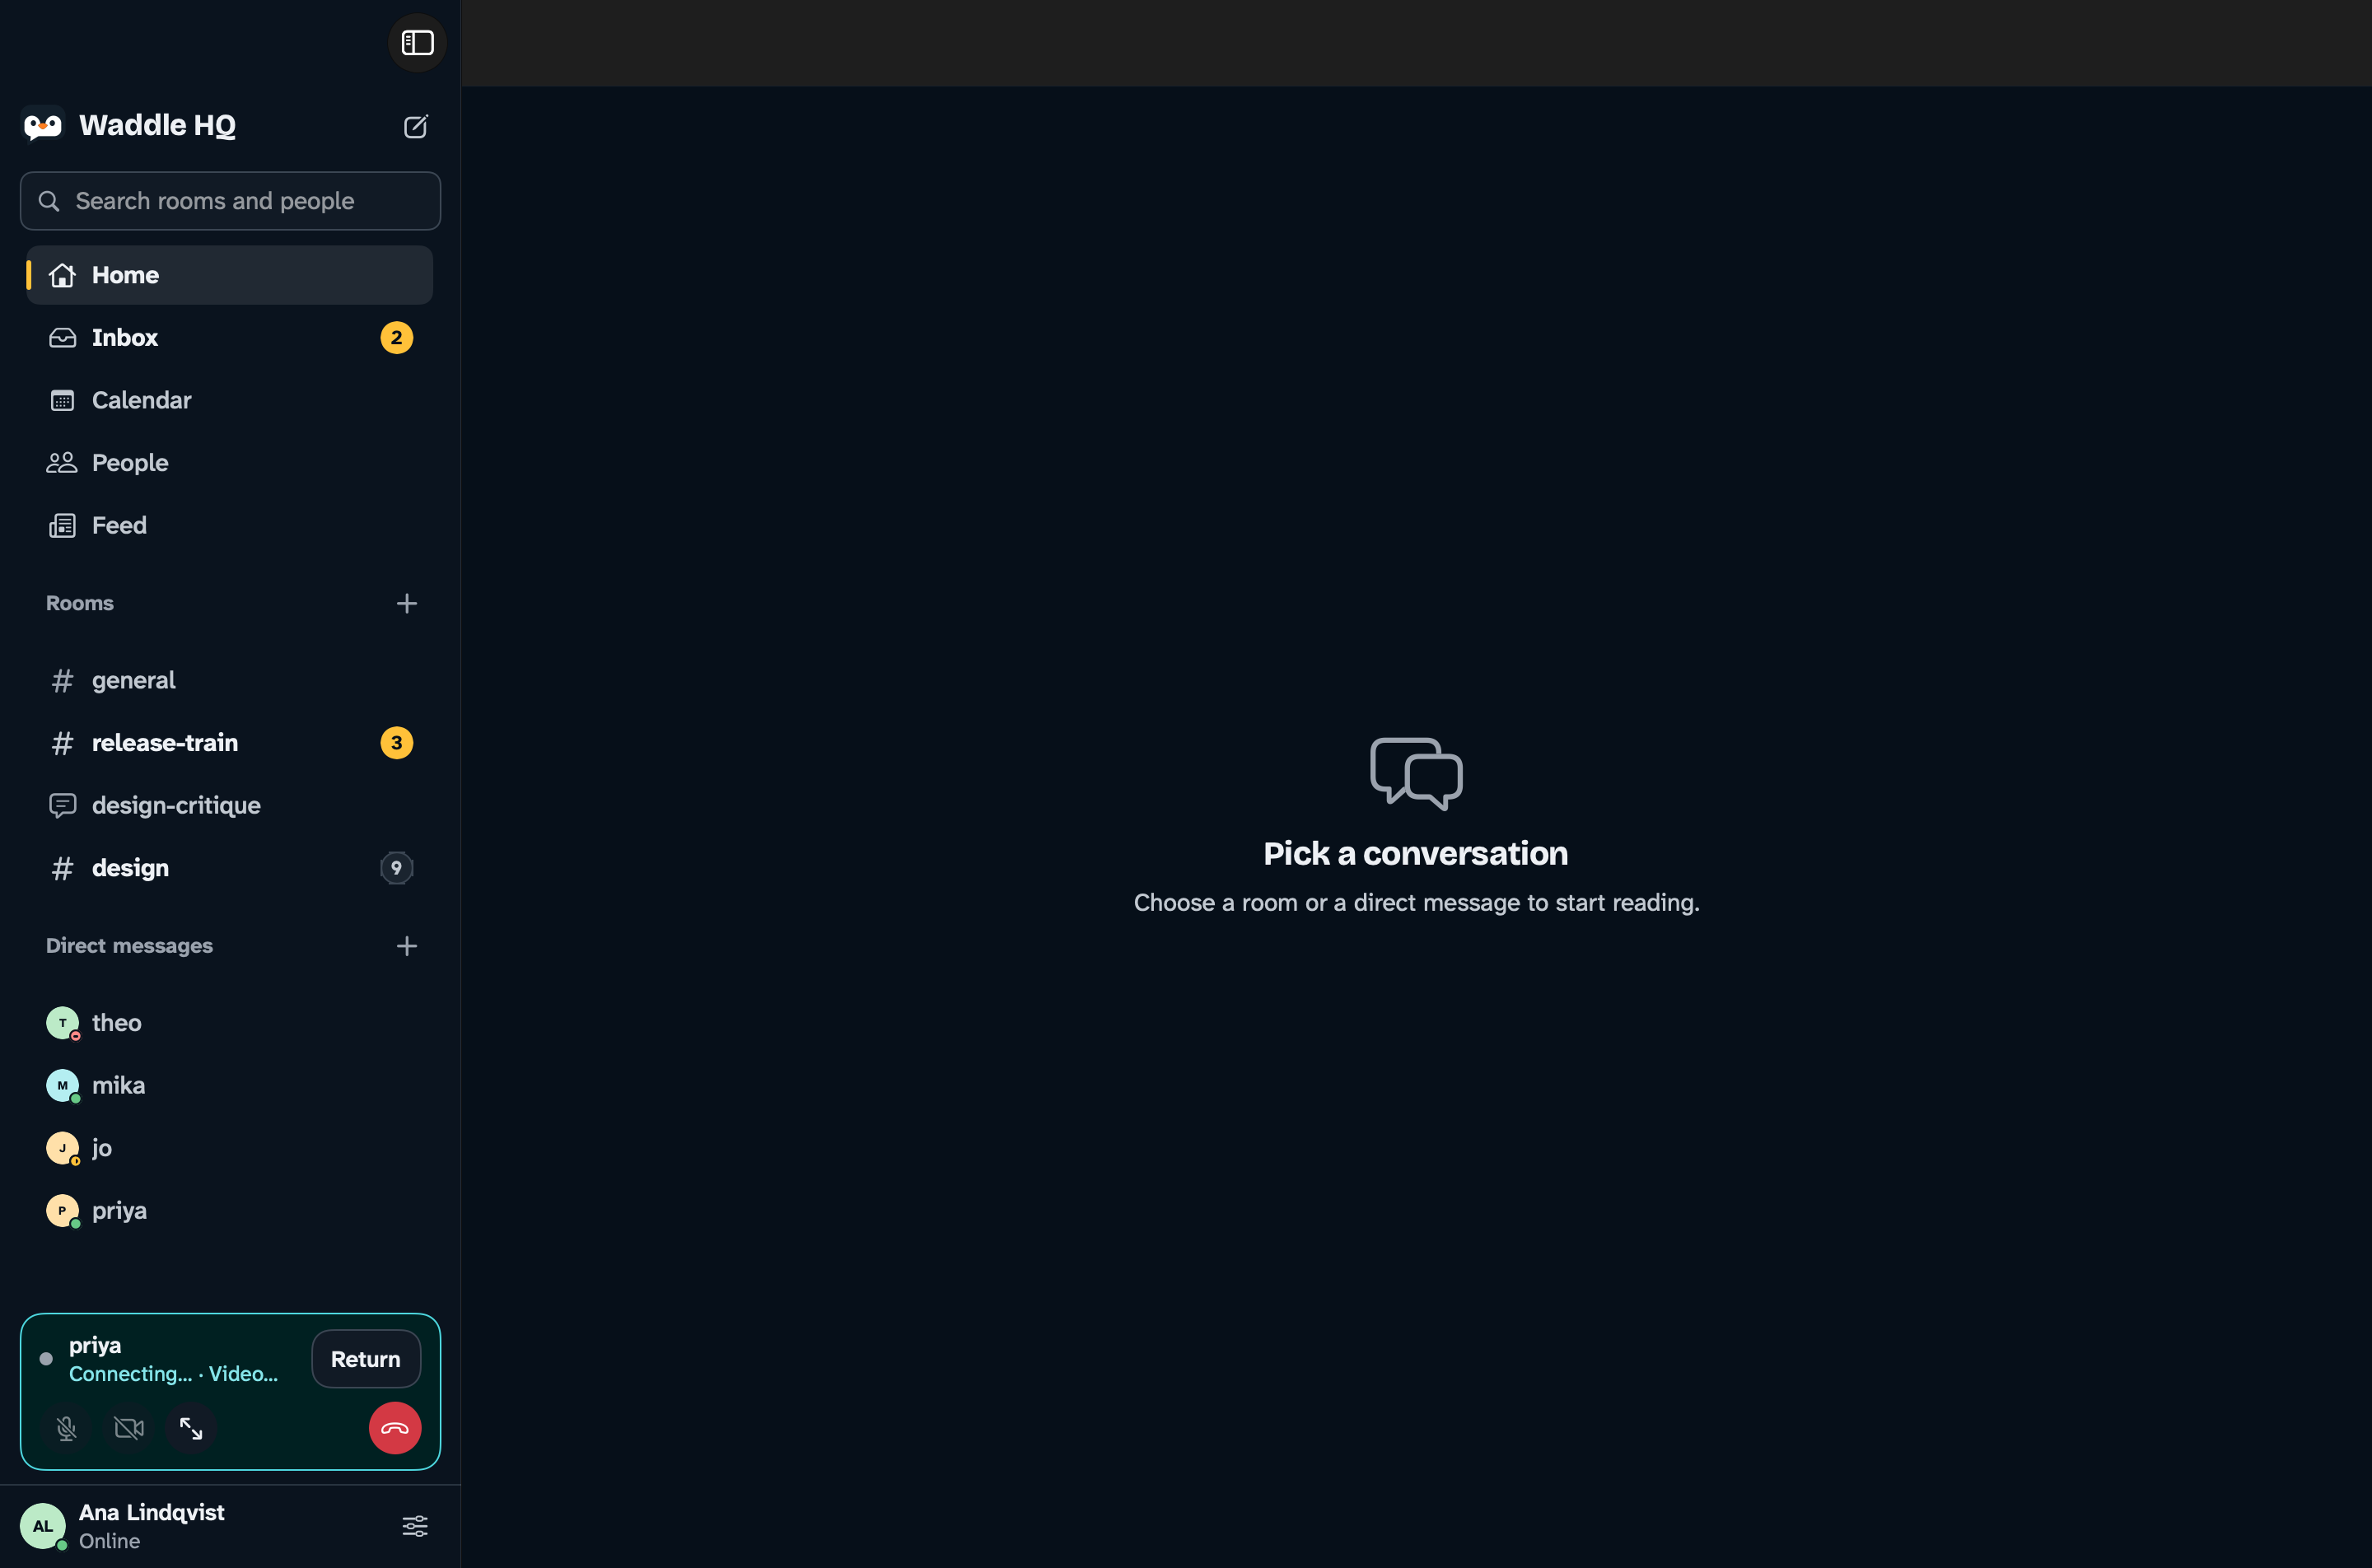 Waddle HQ
Search rooms and people
Home
Inbox 2
Calendar
People
Feed
Rooms
# general
# release-train 3
design-critique
# design 9
Direct messages
T theo
M mika
J jo
P priya
priya
Connecting... · Video...
Return
AL Ana Lindqvist
Online
Pick a conversation
Choose a room or a direct message to start reading.